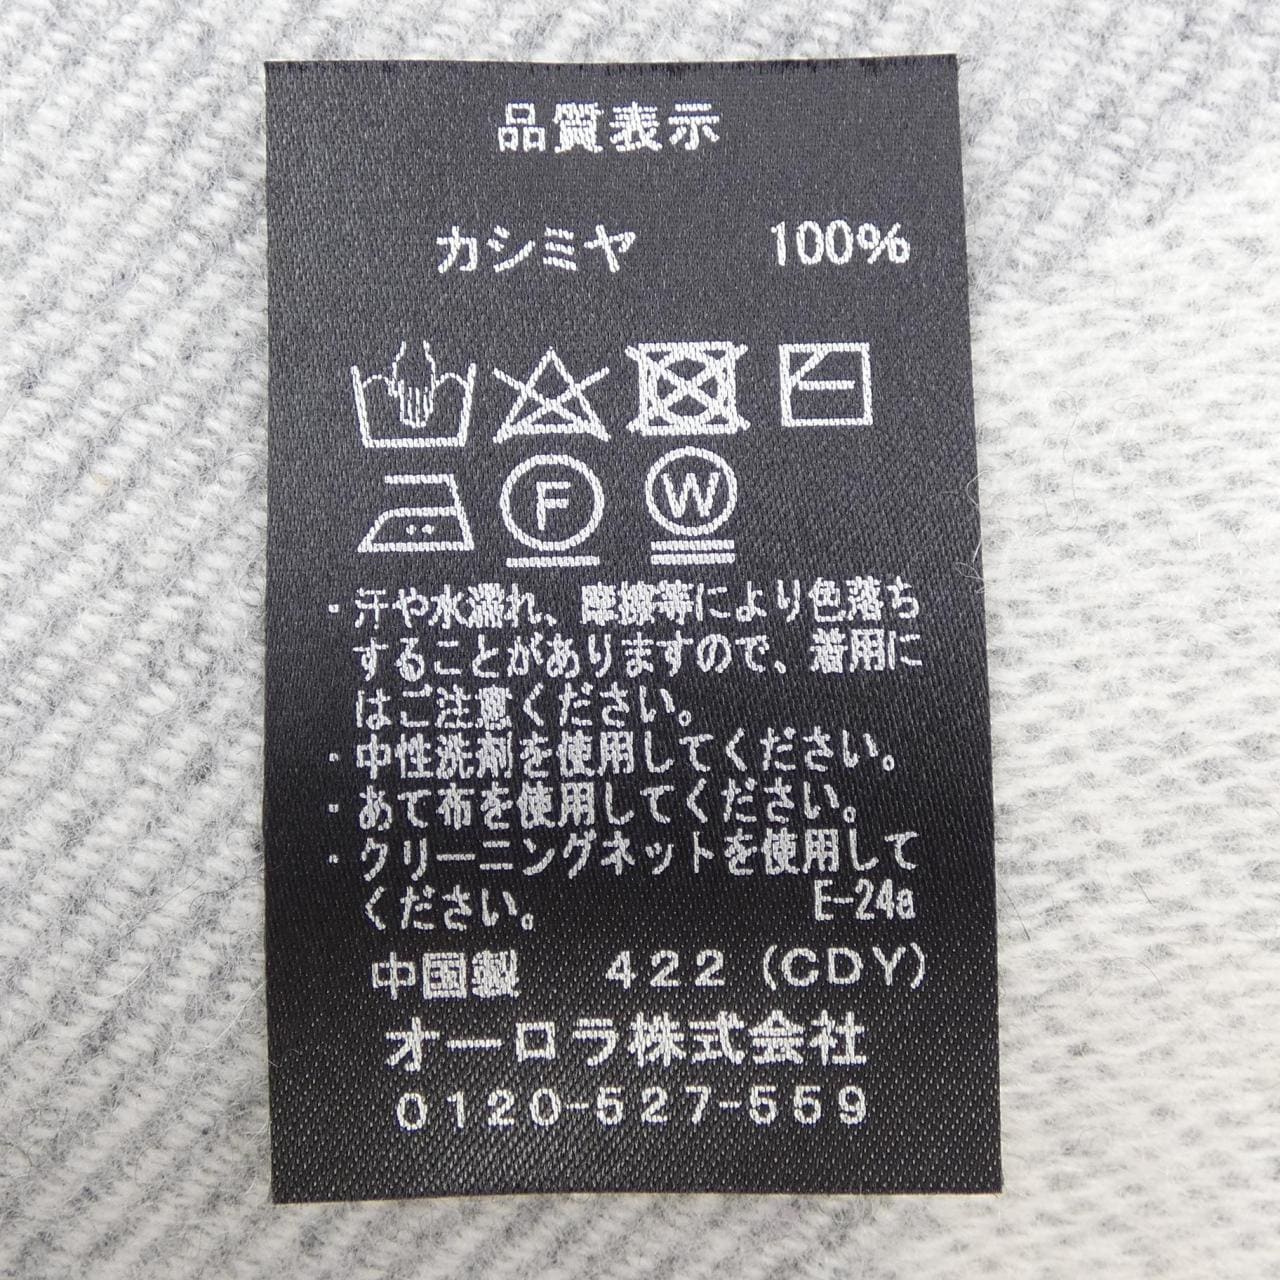 品質表示
カシミヤ 100%
F W
・汗や水濡れ、摩擦等により色落ち
することがありますので、着用に
はご注意ください。
・中性洗剤を使用してください。
・あて布を使用してください。
・クリーニングネットを使用して
ください。 E-24a
中国製 422 (CDY)
オーロラ株式会社
0120-527-559